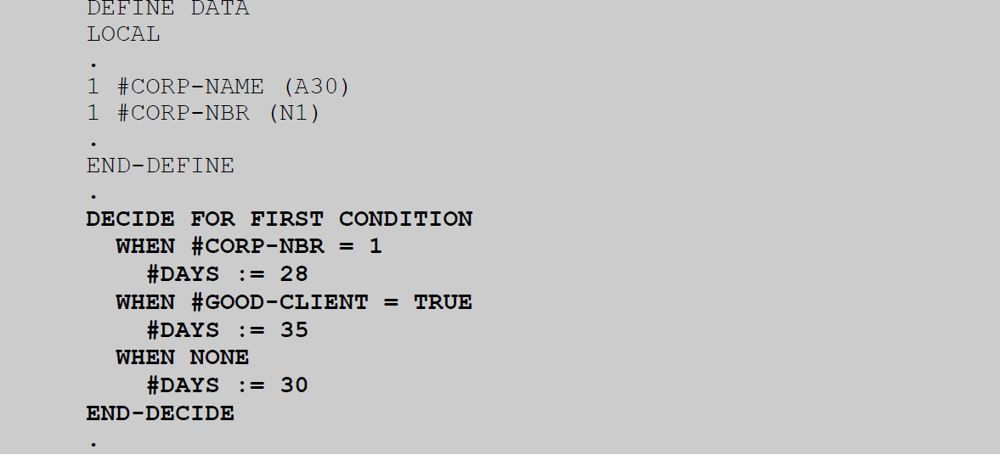 DEFINE DATA
LOCAL
.
1 #CORP-NAME (A30)
1 #CORP-NBR (N1)
.
END-DEFINE
.
DECIDE FOR FIRST CONDITION
WHEN #CORP-NBR = 1
#DAYS := 28
WHEN #GOOD-CLIENT = TRUE
#DAYS := 35
WHEN NONE
#DAYS := 30
END-DECIDE
.